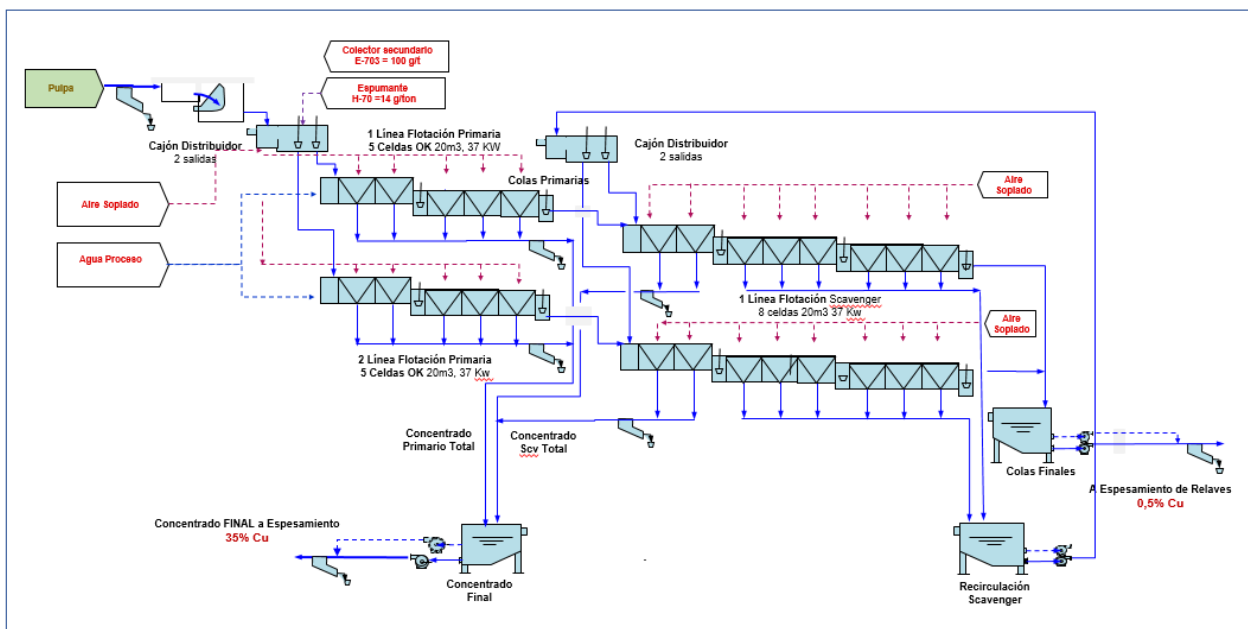 Colector secundario
E-703 = 100 g/t
Pulpa
Espumante
H-70 =14 g/ton
Cajón Distribuidor
2 salidas
1 Línea Flotación Primaria
5 Celdas OK 20m3, 37 KW
Cajón Distribuidor
2 salidas
Colas Primarias
Aire
Soplado
Aire Soplado
Agua Proceso
1 Línea Flotación Scavenger
8 celdas 20m3 37 Kw
Aire
Soplado
2 Línea Flotación Primaria
5 Celdas OK 20m3, 37 Kw
Concentrado
Primario Total
Concentrado
Scv Total
Colas Finales
A Espesamiento de Relaves
0,5% Cu
Concentrado FINAL a Espesamiento
35% Cu
Concentrado
Final
Recirculación
Scavenger